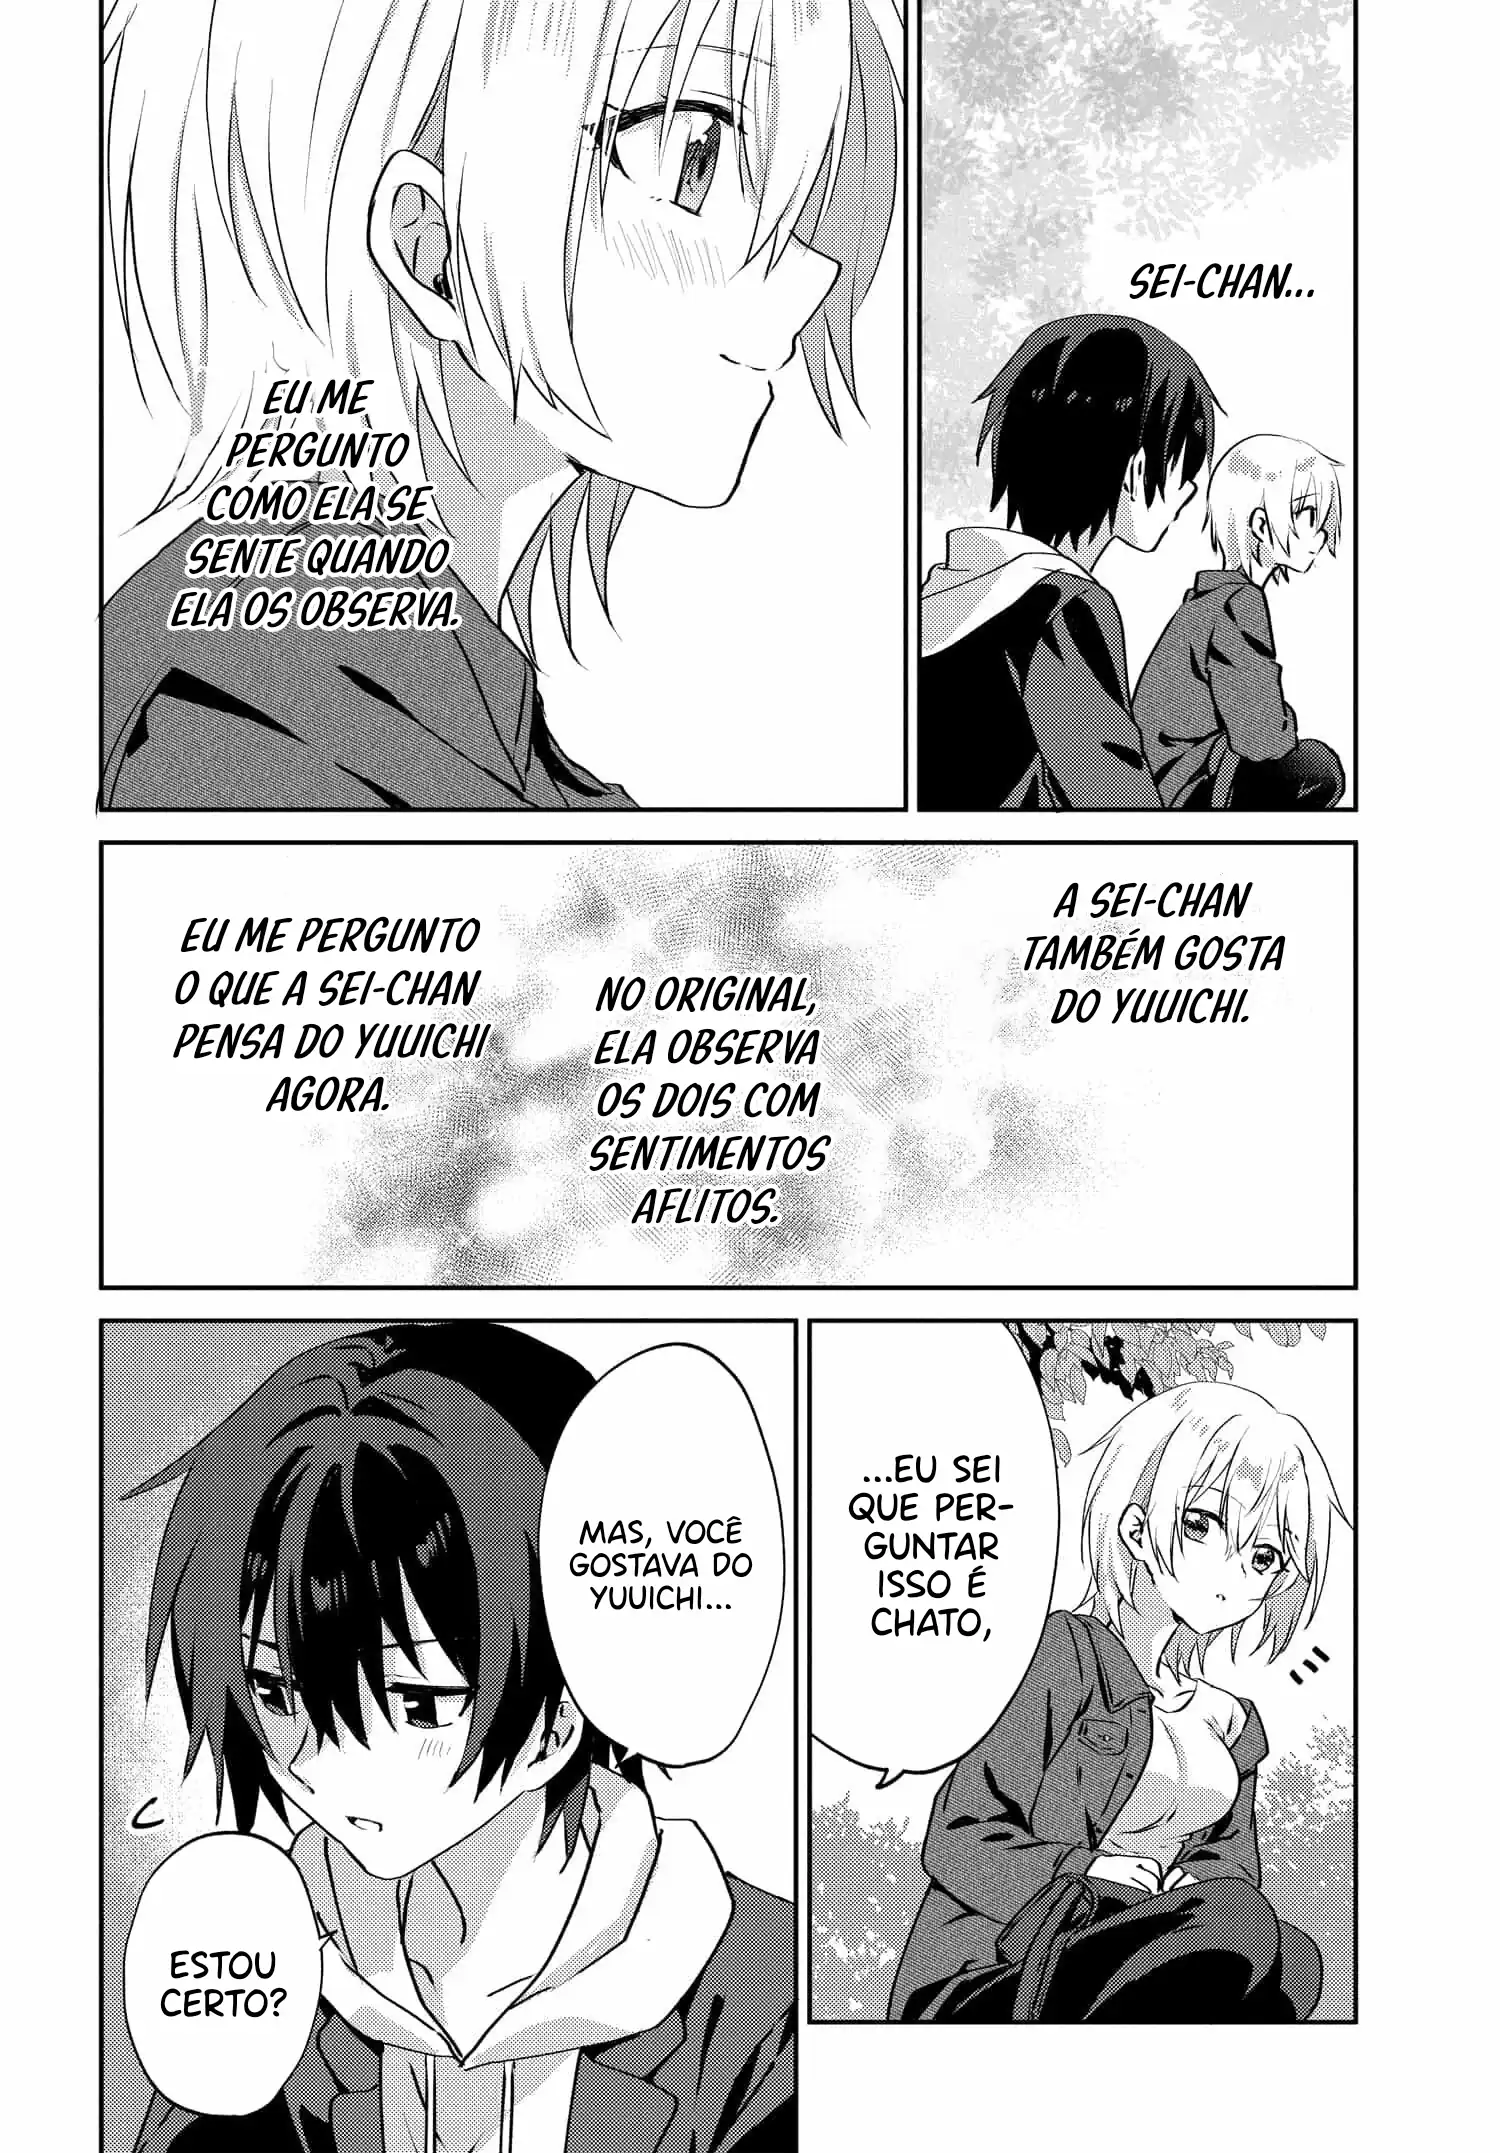 SEI-CHAN...
EU ME
PERGUNTO
COMO ELA SE
SENTE QUANDO
ELA OS OBSERVA.
A SEI-CHAN
TAMBÉM GOSTA
DO YUUICHI.
NO ORIGINAL,
ELA OBSERVA
OS DOIS COM
SENTIMENTOS
AFLITOS.
EU ME PERGUNTO
O QUE A SEI-CHAN
PENSA DO YUUICHI
AGORA.
...EU SEI
QUE PER-
GUNTAR
ISSO É
CHATO,
MAS, VOCÊ
GOSTAVA DO
YUUICHI...
ESTOU
CERTO?